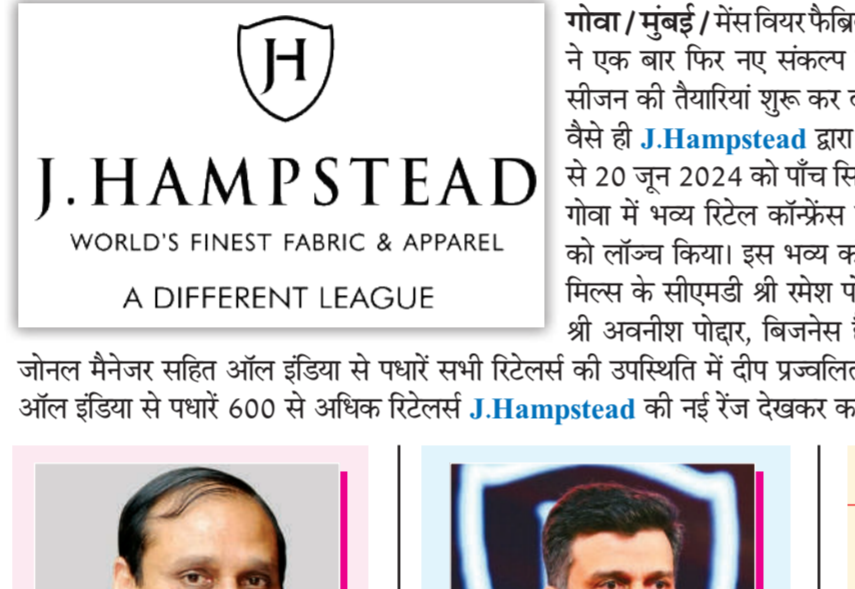 JH
J.HAMPSTEAD
WORLD'S FINEST FABRIC & APPAREL
A DIFFERENT LEAGUE
गोवा / मुंबई / मेंस वियर
ने एक बार फिर नए संकल्प
सीजन की तैयारियां शुरू कर
वैसे ही J.Hampstead द्वारा
से 20 जून 2024 को पाँच
गोवा में भव्य रिटेल कॉन्फ्रेंस
को लॉञ्च किया। इस भव्य
मिल्स के सीएमडी श्री रमेश
श्री अवनीश पोद्दार, बिजनेस
जोनल मैनेजर सहित ऑल इंडिया से पधारें सभी रिटेलर्स की उपस्थिति में दीप
ऑल इंडिया से पधारें 600 से अधिक रिटेलर्स J.Hampstead की नई रेंज देखकर